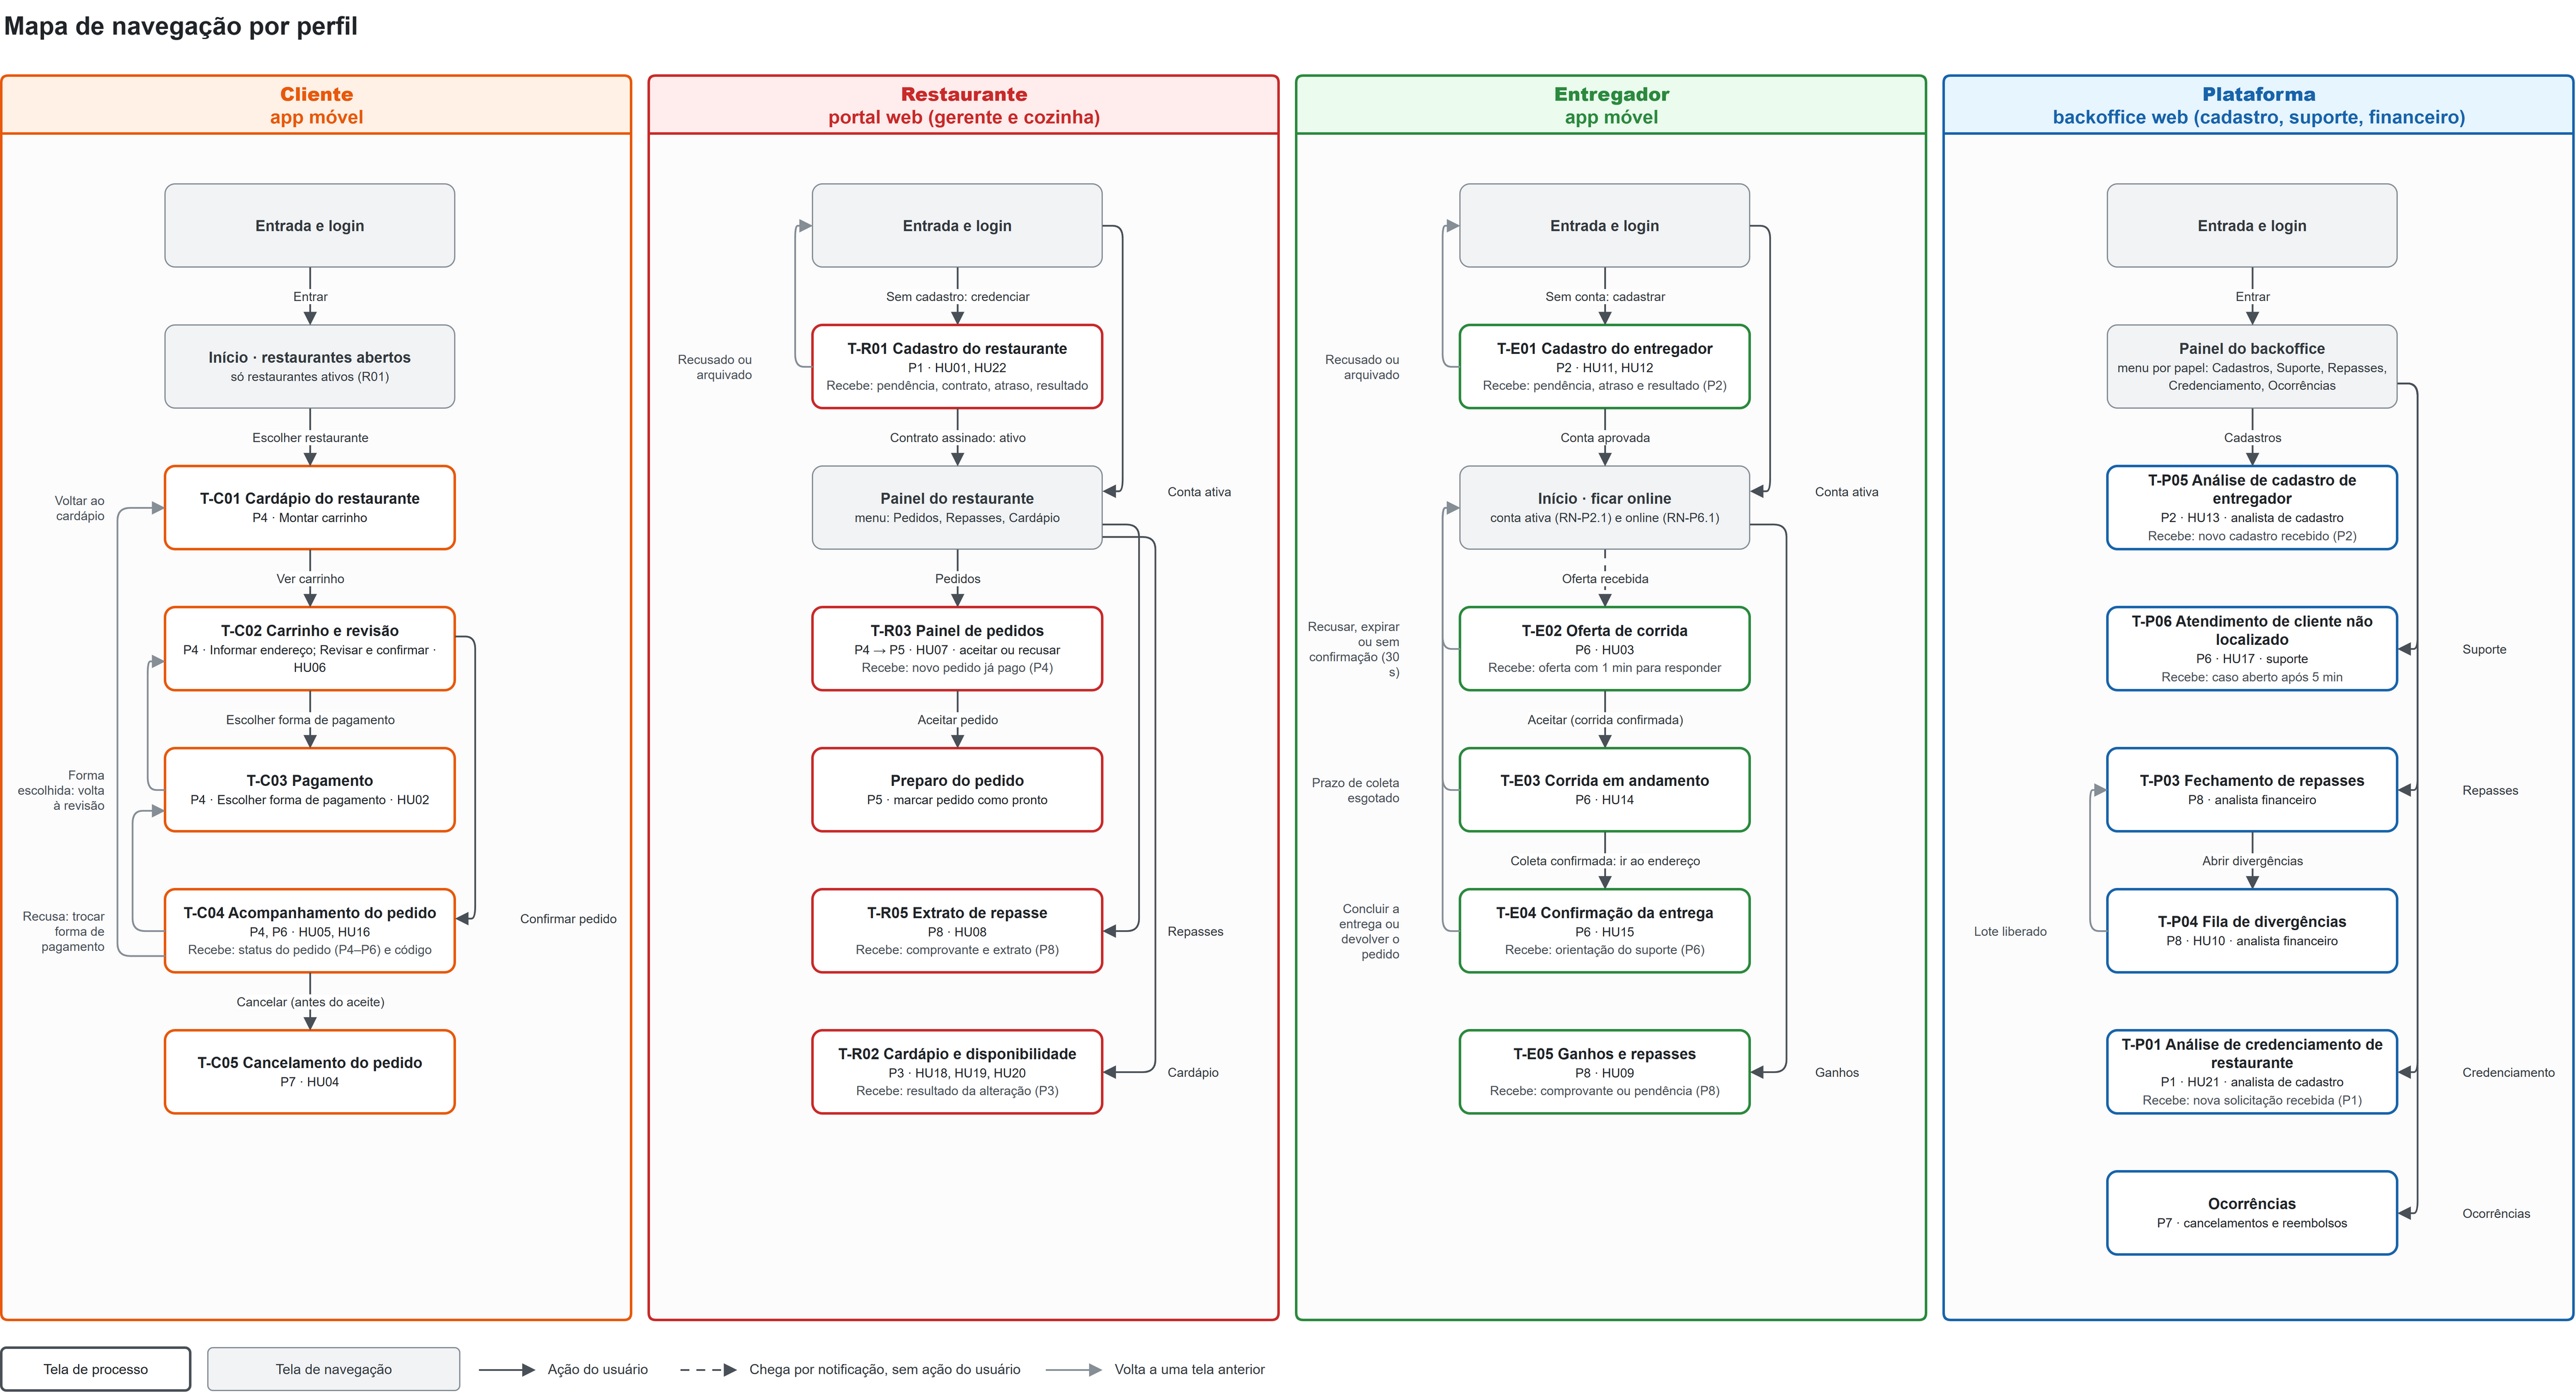 Mapa de navegação por perfil
Cliente
app móvel
Entrada e login
Entrar
Início · restaurantes abertos
só restaurantes ativos (R01)
Escolher restaurante
Voltar ao
cardápio
T-C01 Cardápio do restaurante
P4 · Montar carrinho
Ver carrinho
T-C02 Carrinho e revisão
P4 · Informar endereço; Revisar e confirmar ·
HU06
Escolher forma de pagamento
Forma
escolhida: volta
à revisão
T-C03 Pagamento
P4 · Escolher forma de pagamento · HU02
Recusa: trocar
forma de
pagamento
T-C04 Acompanhamento do pedido
P4, P6 · HU05, HU16
Recebe: status do pedido (P4–P6) e código
Confirmar pedido
Cancelar (antes do aceite)
T-C05 Cancelamento do pedido
P7 · HU04
Restaurante
portal web (gerente e cozinha)
Entrada e login
Sem cadastro: credenciar
Recusado ou
arquivado
T-R01 Cadastro do restaurante
P1 · HU01, HU22
Recebe: pendência, contrato, atraso, resultado
Contrato assinado: ativo
Painel do restaurante
menu: Pedidos, Repasses, Cardápio
Conta ativa
Pedidos
T-R03 Painel de pedidos
P4 → P5 · HU07 · aceitar ou recusar
Recebe: novo pedido já pago (P4)
Aceitar pedido
Preparo do pedido
P5 · marcar pedido como pronto
T-R05 Extrato de repasse
P8 · HU08
Recebe: comprovante e extrato (P8)
Repasses
T-R02 Cardápio e disponibilidade
P3 · HU18, HU19, HU20
Recebe: resultado da alteração (P3)
Cardápio
Entregador
app móvel
Entrada e login
Sem conta: cadastrar
Recusado ou
arquivado
T-E01 Cadastro do entregador
P2 · HU11, HU12
Recebe: pendência, atraso e resultado (P2)
Conta aprovada
Início · ficar online
conta ativa (RN-P2.1) e online (RN-P6.1)
Conta ativa
Oferta recebida
Recusar, expirar
ou sem
confirmação (30
s)
T-E02 Oferta de corrida
P6 · HU03
Recebe: oferta com 1 min para responder
Aceitar (corrida confirmada)
Prazo de coleta
esgotado
T-E03 Corrida em andamento
P6 · HU14
Coleta confirmada: ir ao endereço
Concluir a
entrega ou
devolver o
pedido
T-E04 Confirmação da entrega
P6 · HU15
Recebe: orientação do suporte (P6)
T-E05 Ganhos e repasses
P8 · HU09
Recebe: comprovante ou pendência (P8)
Ganhos
Plataforma
backoffice web (cadastro, suporte, financeiro)
Entrada e login
Entrar
Painel do backoffice
menu por papel: Cadastros, Suporte, Repasses,
Credenciamento, Ocorrências
Cadastros
T-P05 Análise de cadastro de
entregador
P2 · HU13 · analista de cadastro
Recebe: novo cadastro recebido (P2)
T-P06 Atendimento de cliente não
localizado
P6 · HU17 · suporte
Recebe: caso aberto após 5 min
Suporte
T-P03 Fechamento de repasses
P8 · analista financeiro
Repasses
Abrir divergências
Lote liberado
T-P04 Fila de divergências
P8 · HU10 · analista financeiro
T-P01 Análise de credenciamento de
restaurante
P1 · HU21 · analista de cadastro
Recebe: nova solicitação recebida (P1)
Credenciamento
Ocorrências
P7 · cancelamentos e reembolsos
Ocorrências
Tela de processo
Tela de navegação
Ação do usuário
Chega por notificação, sem ação do usuário
Volta a uma tela anterior